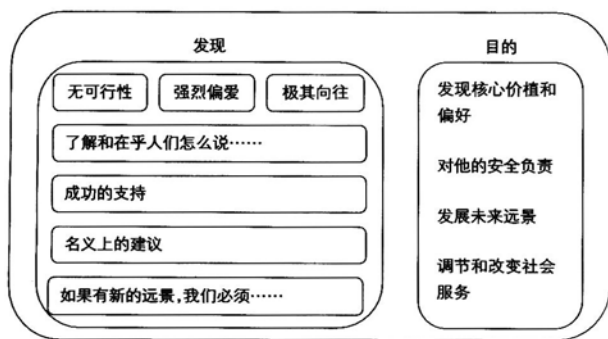 发现
无可行性 强烈偏爱 极其向往
了解和在乎人们怎么说……
成功的支持
名义上的建议
如果有新的远景,我们必须……
目的
发现核心价植和
偏好
对他的安全负责
发展未来远景
调节和改变社会
服务